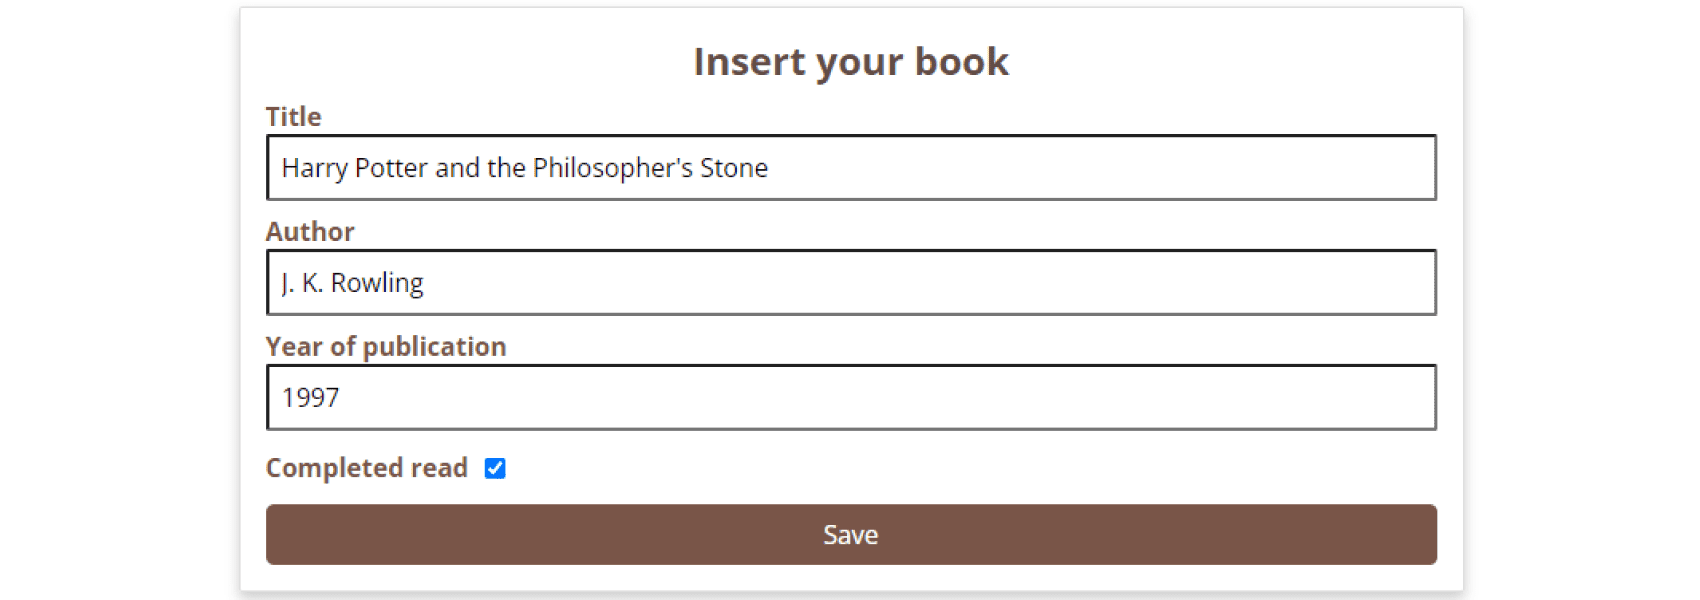 Insert your book
Title
Harry Potter and the Philosopher's Stone
Author
J. K. Rowling
Year of publication
1997
Completed read
Save